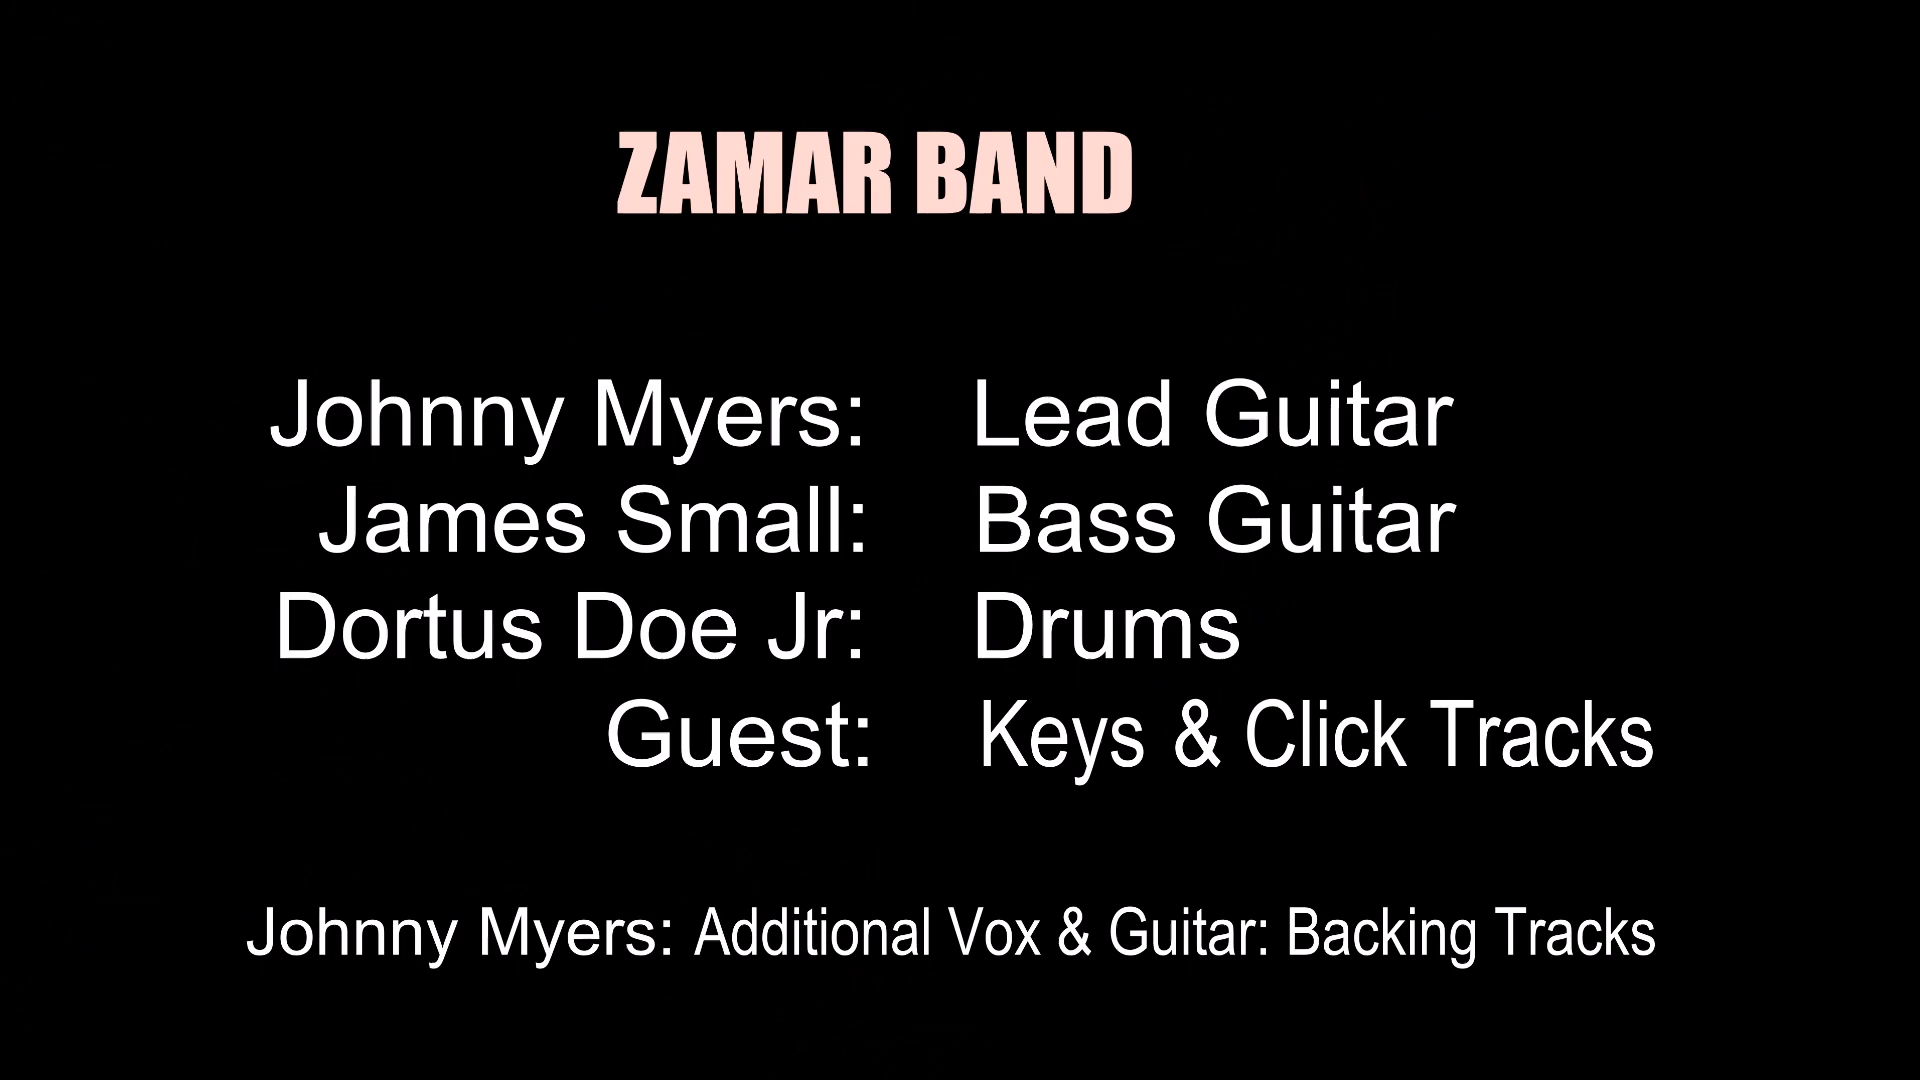 ZAMAR BAND
Johnny Myers: Lead Guitar
James Small: Bass Guitar
Dortus Doe Jr: Drums
Guest: Keys & Click Tracks
Johnny Myers: Additional Vox & Guitar: Backing Tracks